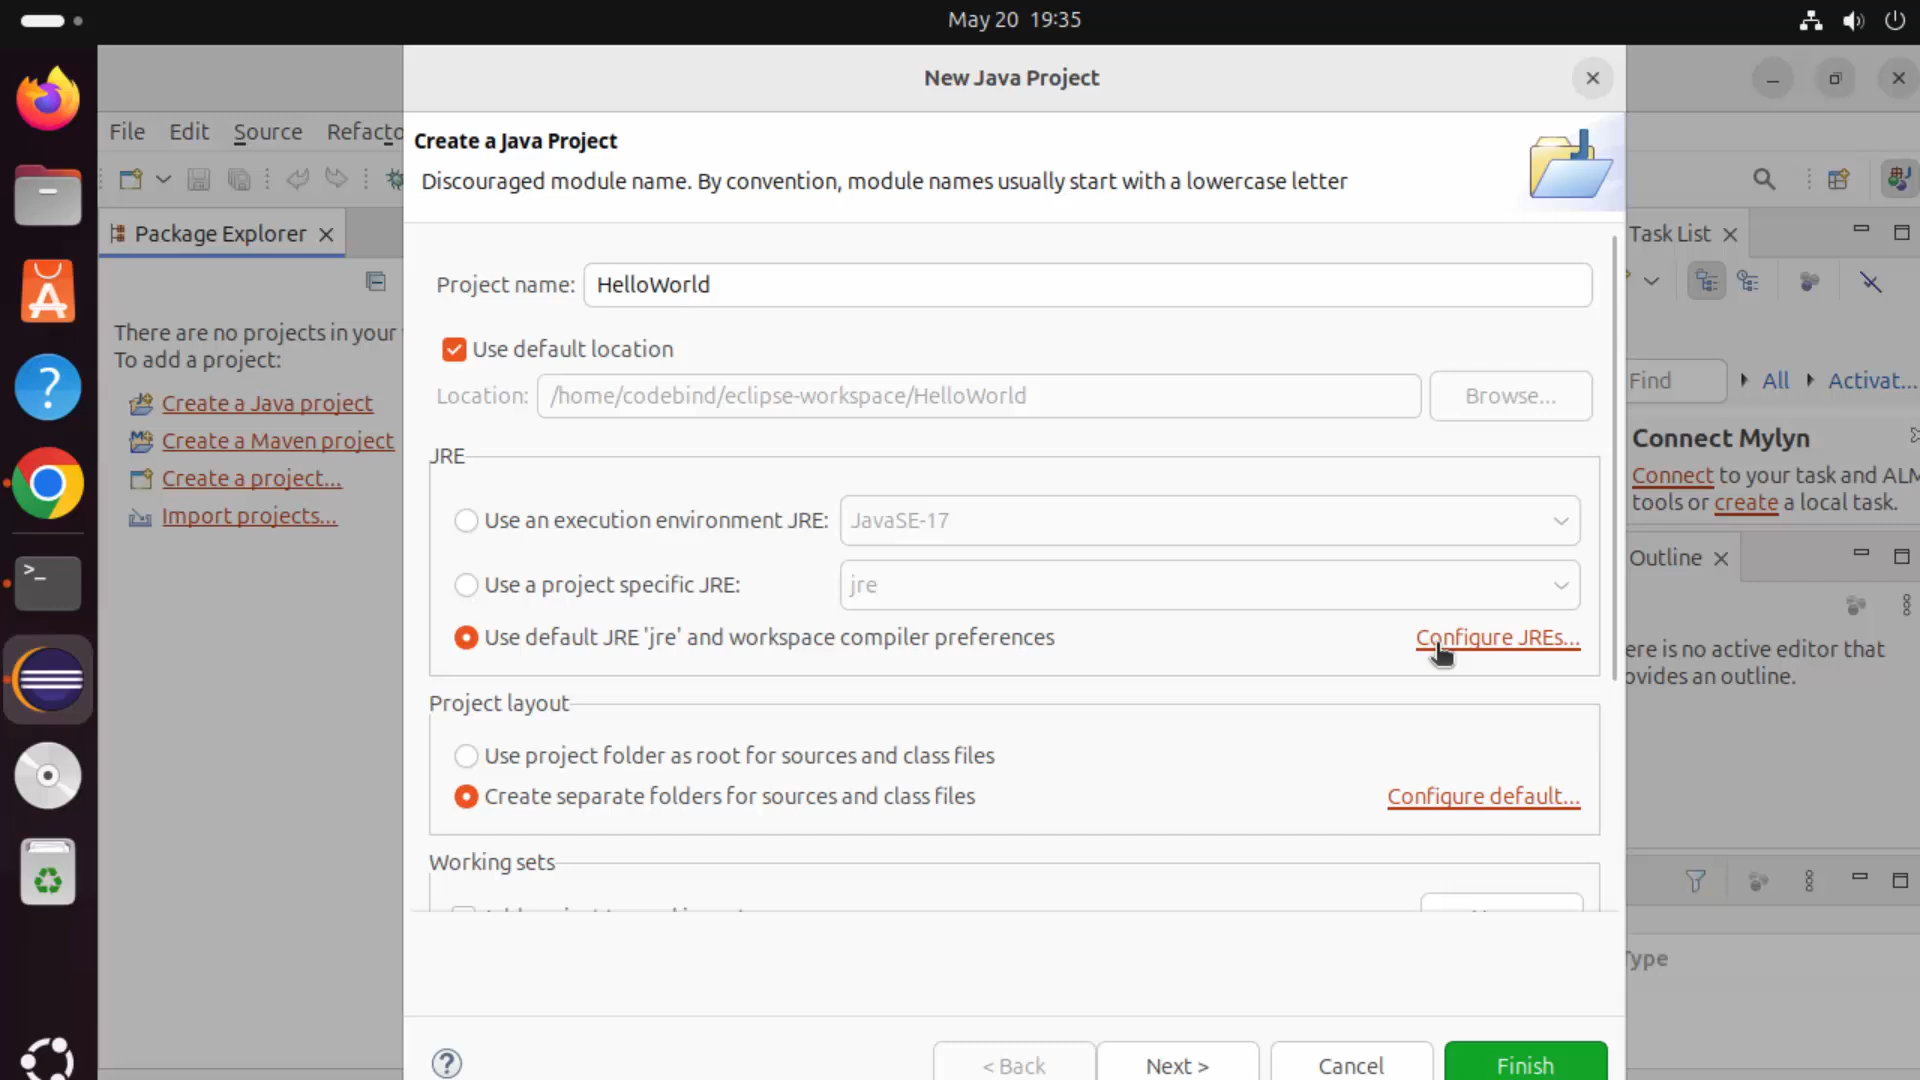 May 20 19:35
New Java Project
File Edit Source Refacto
Create a Java Project
Discouraged module name. By convention, module names usually start with a lowercase letter
Package Explorer
There are no projects in your
To add a project:
Create a Java project
Create a Maven project
Create a project...
Import projects...
Project name: HelloWorld
Use default location
Location: /home/codebind/eclipse-workspace/HelloWorld Browse...
JRE
Use an execution environment JRE: JavaSE-17
Use a project specific JRE: jre
Use default JRE 'jre' and workspace compiler preferences Configure JREs...
Project layout
Use project folder as root for sources and class files
Create separate folders for sources and class files Configure default...
Working sets
< Back Next > Cancel Finish
Task List
Find All Activat...
Connect Mylyn
Connect to your task and ALM
tools or create a local task.
Outline
ere is no active editor that
ovides an outline.
Type